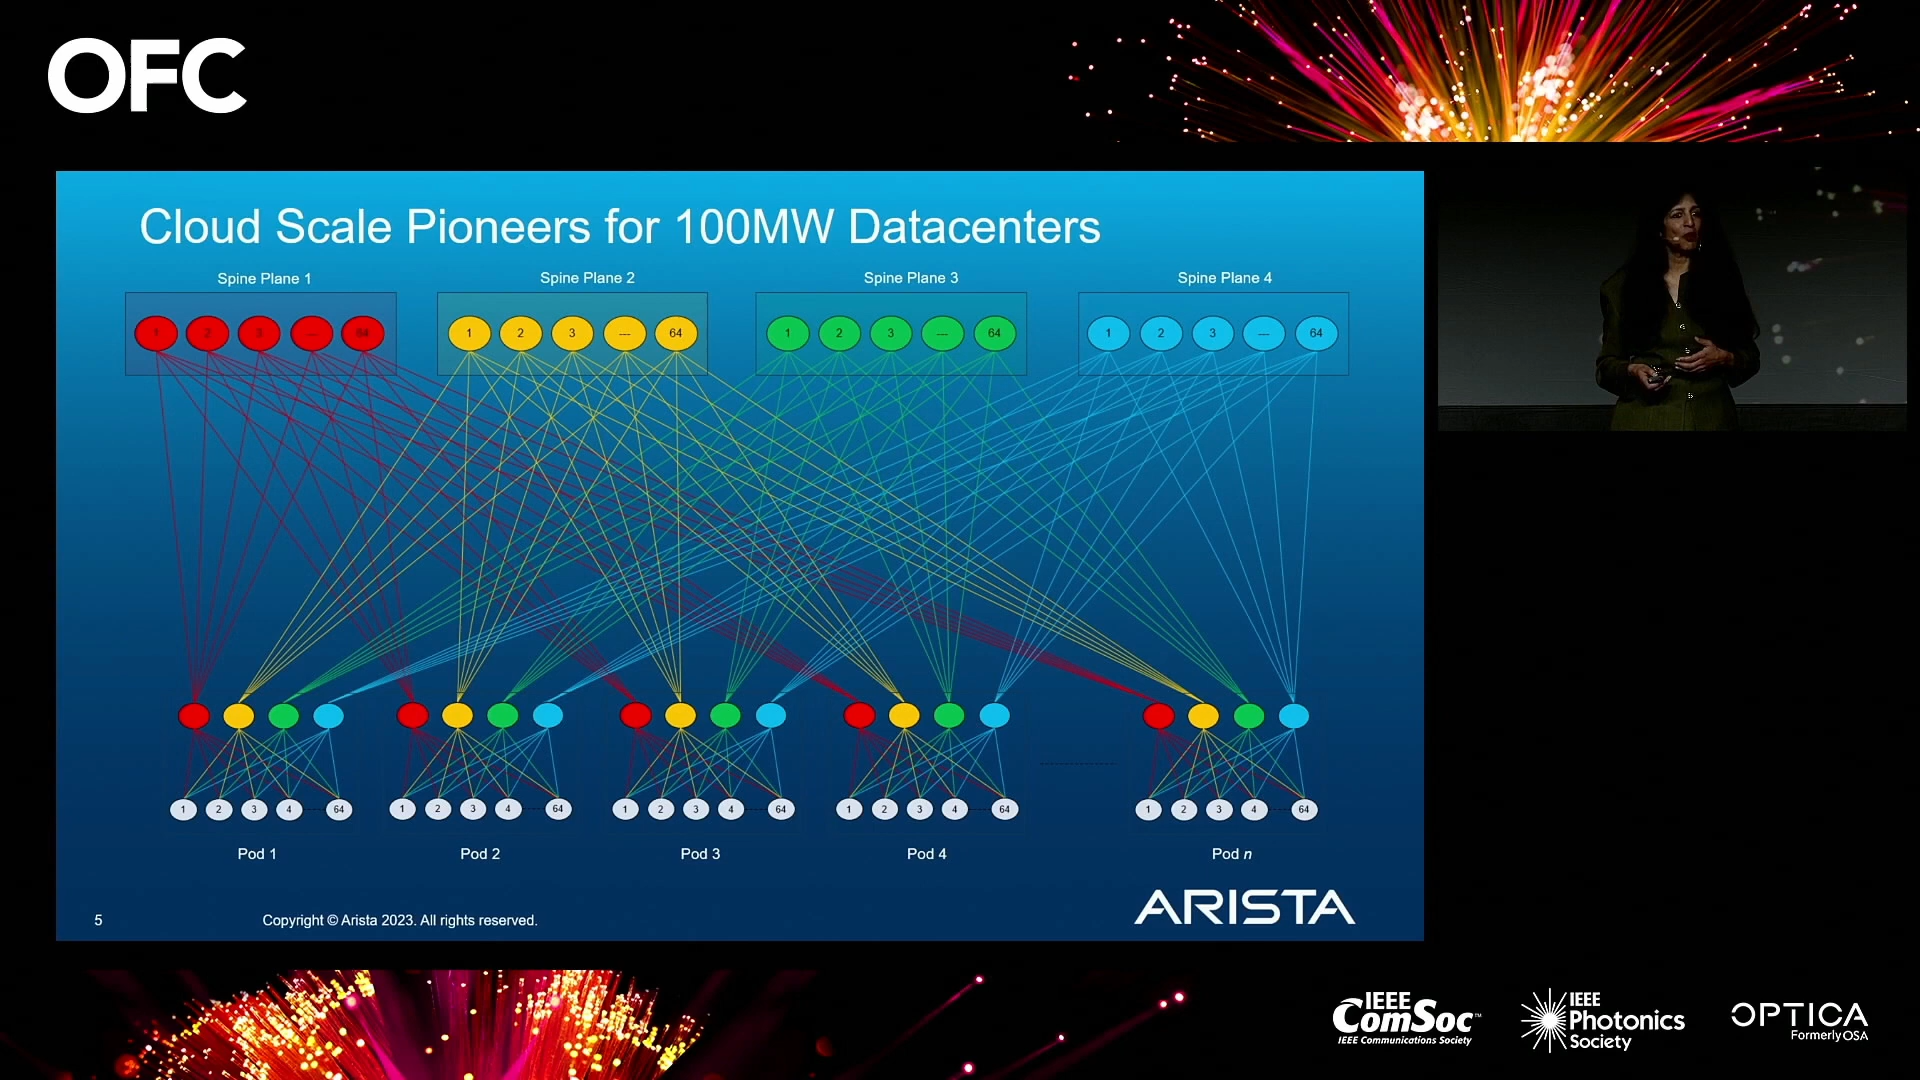 OFC
Cloud Scale Pioneers for 100MW Datacenters
Spine Plane 1
Spine Plane 2
Spine Plane 3
Spine Plane 4
1 2 3 --- 64
1 2 3 --- 64
1 2 3 --- 64
1 2 3 --- 64
1 2 3 4 64
1 2 3 4 64
1 2 3 4 64
1 2 3 4 64
1 2 3 4 64
Pod 1
Pod 2
Pod 3
Pod 4
Pod n
5
Copyright © Arista 2023. All rights reserved.
ARISTA
IEEE
ComSoc™
IEEE Communications Society
IEEE
Photonics
Society
OPTICA
Formerly OSA